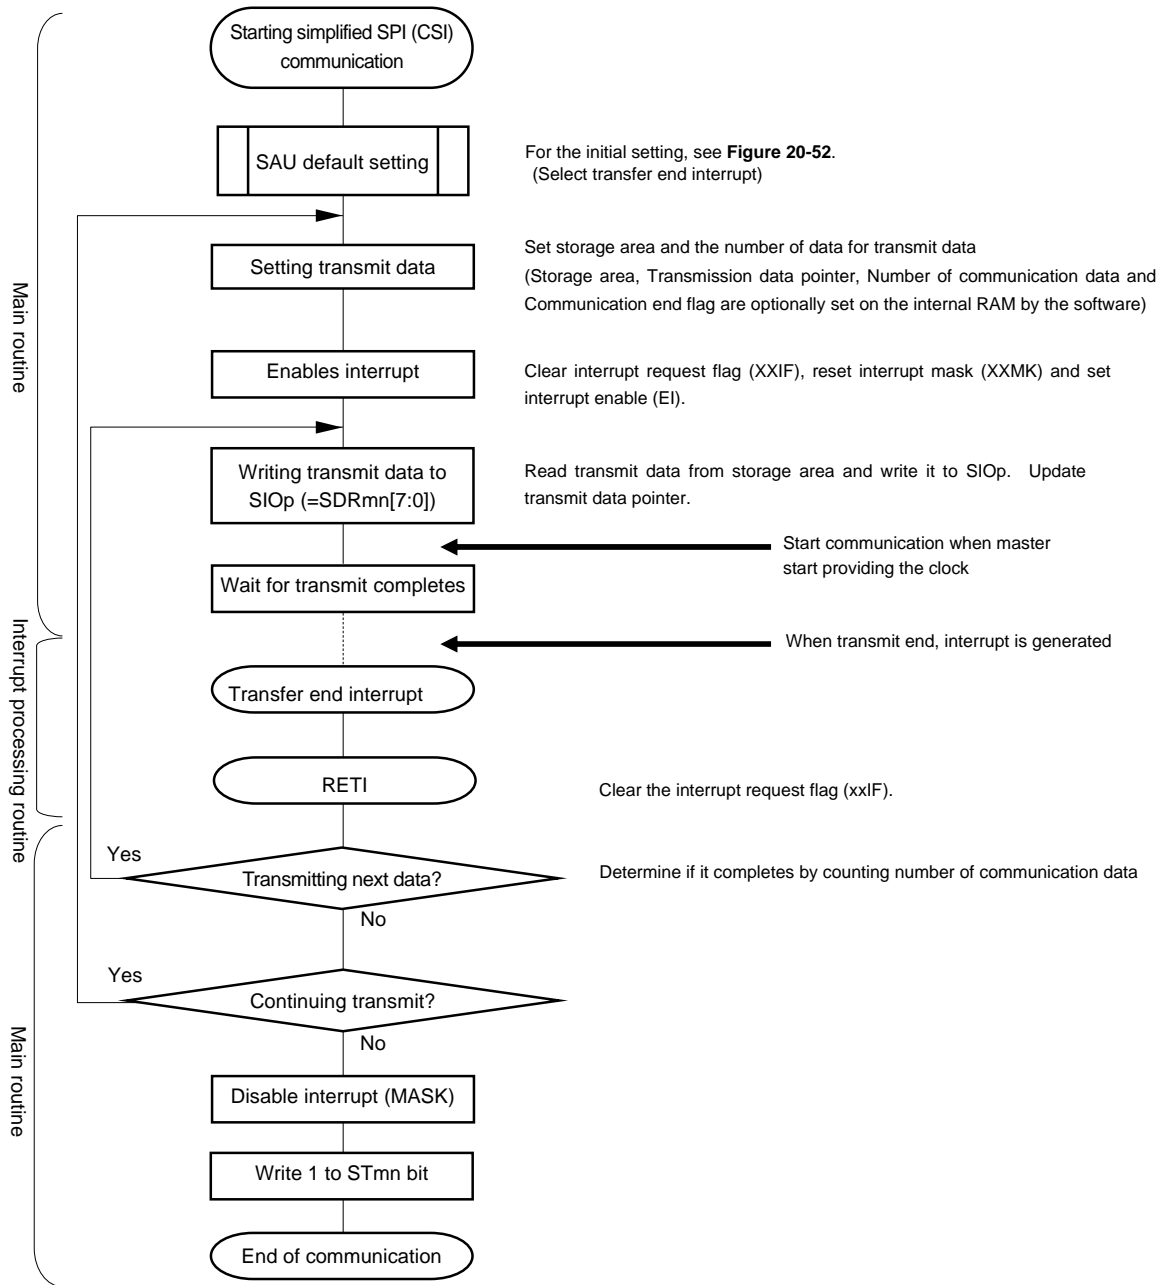 Starting simplified SPI (CSI)
communication
SAU default setting
For the initial setting, see Figure 20-52.
(Select transfer end interrupt)
Setting transmit data
Set storage area and the number of data for transmit data
(Storage area, Transmission data pointer, Number of communication data and
Communication end flag are optionally set on the internal RAM by the software)
Main routine
Enables interrupt
Clear interrupt request flag (XXIF), reset interrupt mask (XXMK) and set
interrupt enable (EI).
Writing transmit data to
SIOp (=SDRmn[7:0])
Read transmit data from storage area and write it to SIOp. Update
transmit data pointer.
Start communication when master
start providing the clock
Wait for transmit completes
When transmit end, interrupt is generated
Interrupt processing routine
Transfer end interrupt
RETI
Clear the interrupt request flag (xxIF).
Yes
Transmitting next data?
Determine if it completes by counting number of communication data
No
Yes
Continuing transmit?
No
Main routine
Disable interrupt (MASK)
Write 1 to STmn bit
End of communication